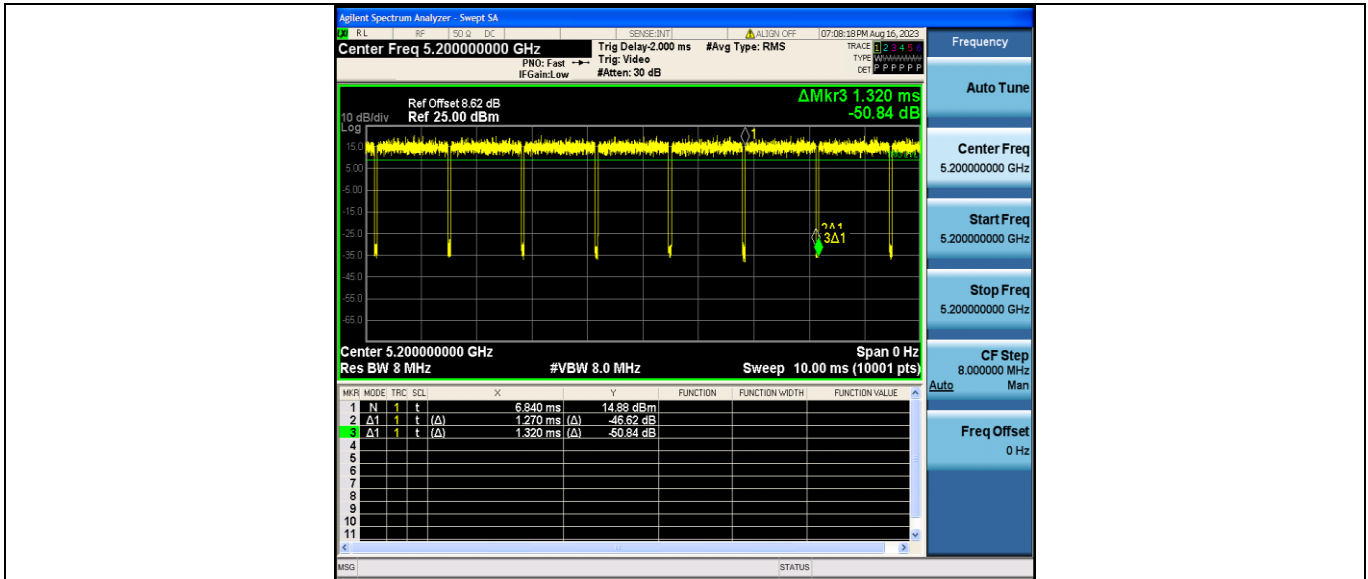 Agilent Spectrum Analyzer - Swept SA
LXI RL RF 50 Ω DC SENSE:INT ALIGN OFF 07:08:18 PM Aug 16, 2023
Center Freq 5.200000000 GHz
Trig Delay-2.000 ms #Avg Type: RMS
TRACE 1 2 3 4 5 6
PNO: Fast Trig: Video
TYPE
IFGain:Low #Atten: 30 dB
DET P P P P P P
ΔMkr3 1.320 ms
-50.84 dB
Ref Offset 8.62 dB
10 dB/div Ref 25.00 dBm
Log
15.0
5.00
-5.00
-15.0
-25.0
-35.0
-45.0
-55.0
-65.0
1
3Δ1
Center 5.200000000 GHz Span 0 Hz
Res BW 8 MHz #VBW 8.0 MHz Sweep 10.00 ms (10001 pts)
MKR MODE TRC SCL X Y FUNCTION FUNCTION WIDTH FUNCTION VALUE
1 N 1 t 6.840 ms 14.88 dBm
2 Δ1 1 t (Δ) 1.270 ms (Δ) -46.62 dB
3 Δ1 1 t (Δ) 1.320 ms (Δ) -50.84 dB
4
5
6
7
8
9
10
11
MSG STATUS
Frequency
Auto Tune
Center Freq
5.200000000 GHz
Start Freq
5.200000000 GHz
Stop Freq
5.200000000 GHz
CF Step
8.000000 MHz
Auto Man
Freq Offset
0 Hz